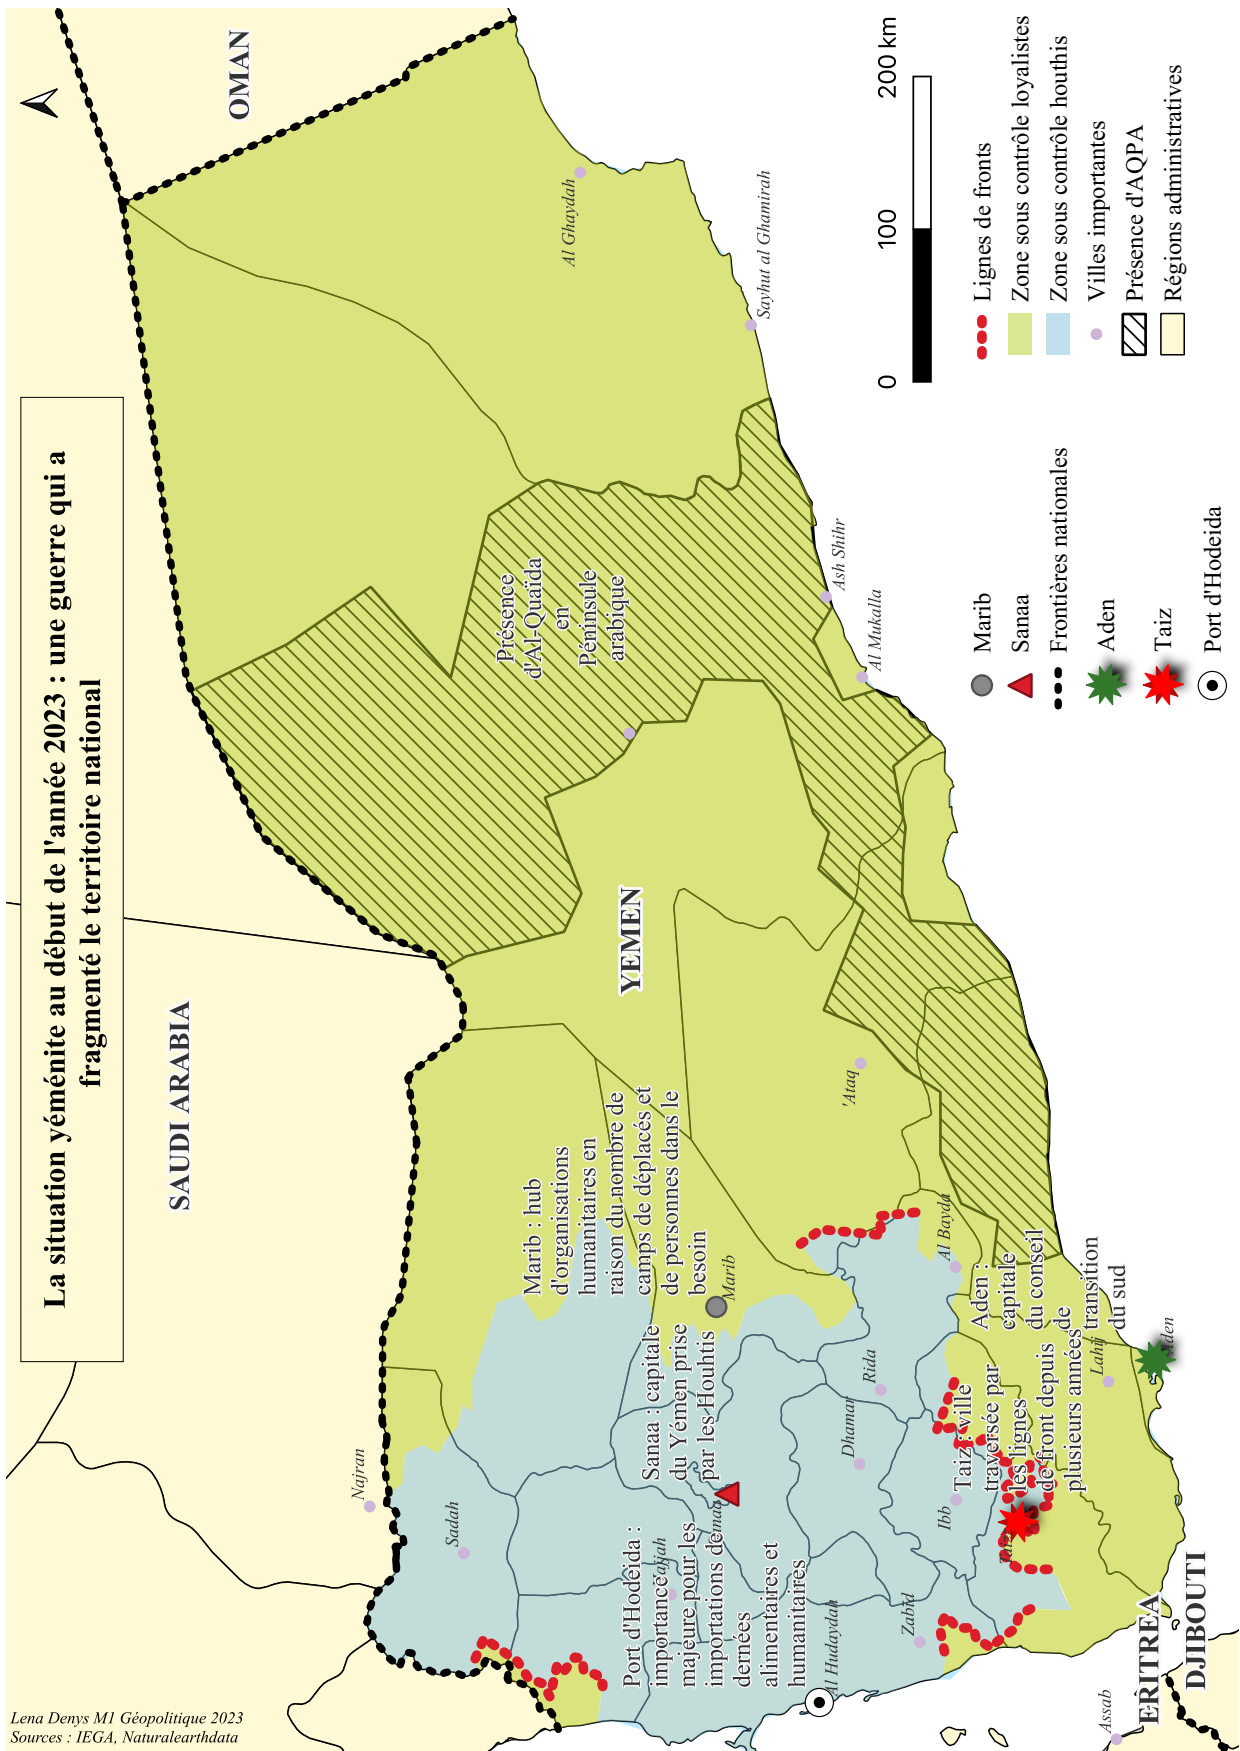 La situation yéménite au début de l'année 2023 : une guerre qui a
fragmenté le territoire national
SAUDI ARABIA
OMAN
YEMEN
ERITREA
DJIBOUTI
Najran
Sadah
Marib : hub
d'organisations
humanitaires en
raison du nombre de
camps de déplacés et
de personnes dans le
besoin
Marib
Sanaa : capitale
du Yémen prise
par les Houhtis
Port d'Hodeïda :
importance
majeure pour les
importations de
dernées
alimentaires et
humanitaires
Al Hudaydah
Zabīd
Dhamar
Rida
Ibb
Taiz : ville
traversée par
les lignes
de front depuis
plusieurs années
Aden :
capitale
du conseil
de
transition
du sud
Al Bayda
Lahij
Aden
'Ataq
Présence
d'Al-Quaïda
en
Péninsule
arabique
Al Mukalla
Ash Shihr
Sayhut al Ghamirah
Al Ghaydah
Assab
0 100 200 km
Marib
Sanaa
Frontières nationales
Aden
Taiz
Port d'Hodeida
Lignes de fronts
Zone sous contrôle loyalistes
Zone sous contrôle houthis
Villes importantes
Présence d'AQPA
Régions administratives
Lena Denys M1 Géopolitique 2023
Sources : IEGA, Naturalearthdata